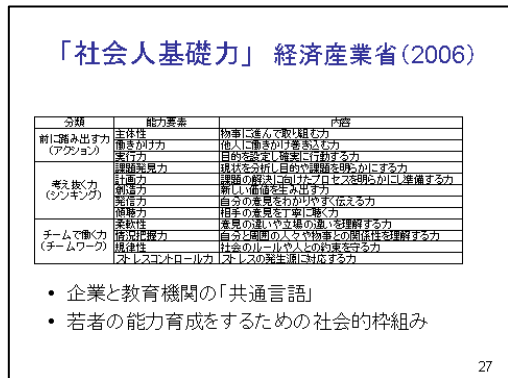 「社会人基礎力」 経済産業省(2006)
分類 能力要素 内容
前に踏み出す力 (アクション) 主体性 物事に進んで取り組む力
働きかけ力 他人に働きかけ巻き込む力
実行力 目的を設定し確実に行動する力
考え抜く力 (シンキング) 課題発見力 現状を分析し目的や課題を明らかにする力
計画力 課題の解決に向けたプロセスを明らかにし準備する力
創造力 新しい価値を生み出す力
発信力 自分の意見をわかりやすく伝える力
傾聴力 相手の意見を丁寧に聴く力
チームで働く力 (チームワーク) 柔軟性 意見の違いや立場の違いを理解する力
情況把握力 自分と周囲の人々や物事との関係性を理解する力
規律性 社会のルールや人との約束を守る力
ストレスコントロール力 ストレスの発生源に対応する力
• 企業と教育機関の「共通言語」
• 若者の能力育成をするための社会的枠組み
27